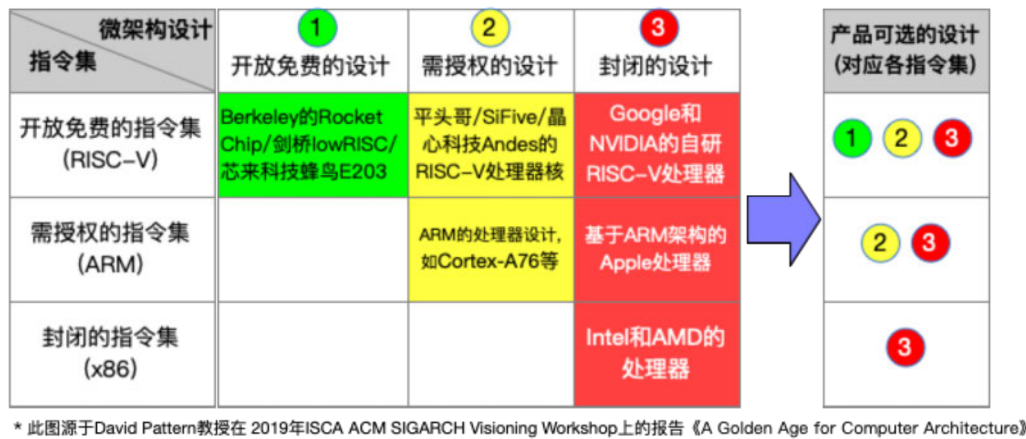 微架构设计
指令集
1
开放免费的设计
2
需授权的设计
3
封闭的设计
产品可选的设计
(对应各指令集)
开放免费的指令集
(RISC-V)
Berkeley的Rocket
Chip/剑桥lowRISC/
芯来科技蜂鸟E203
平头哥/SiFive/晶
心科技Andes的
RISC-V处理器核
Google和
NVIDIA的自研
RISC-V处理器
1 2 3
需授权的指令集
(ARM)
ARM的处理器设计,
如Cortex-A76等
基于ARM架构的
Apple处理器
2 3
封闭的指令集
(x86)
Intel和AMD的
处理器
3
* 此图源于David Pattern教授在 2019年ISCA ACM SIGARCH Visioning Workshop上的报告《A Golden Age for Computer Architecture》